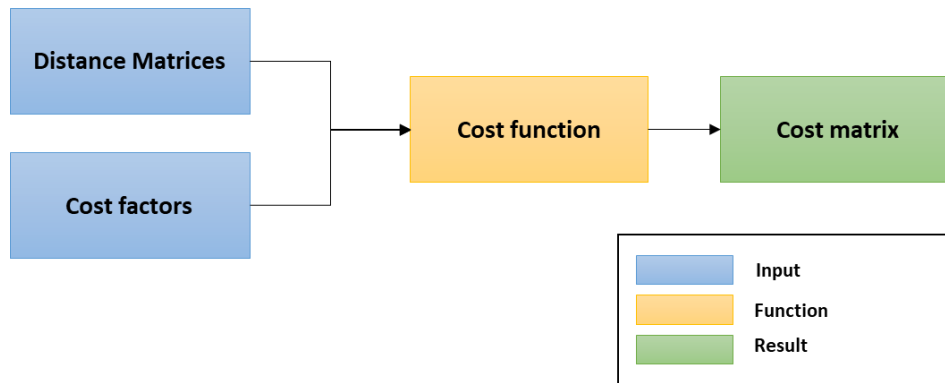 Distance Matrices
Cost function
Cost matrix
Cost factors
Input
Function
Result